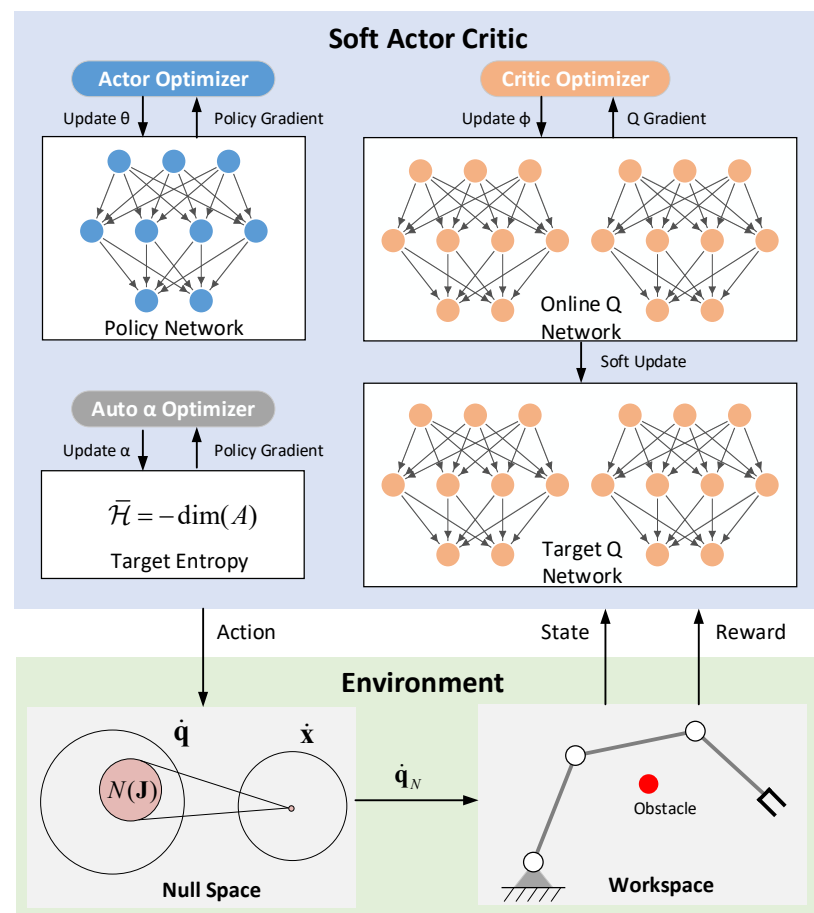 Soft Actor Critic
Actor Optimizer
Critic Optimizer
Update θ
Policy Gradient
Update ϕ
Q Gradient
Policy Network
Online Q
Network
Soft Update
Auto α Optimizer
Update α
Policy Gradient
H̄ = −dim(A)
Target Entropy
Target Q
Network
Action
State
Reward
Environment
q̇
ẋ
N(J)
q̇_N
Obstacle
Null Space
Workspace